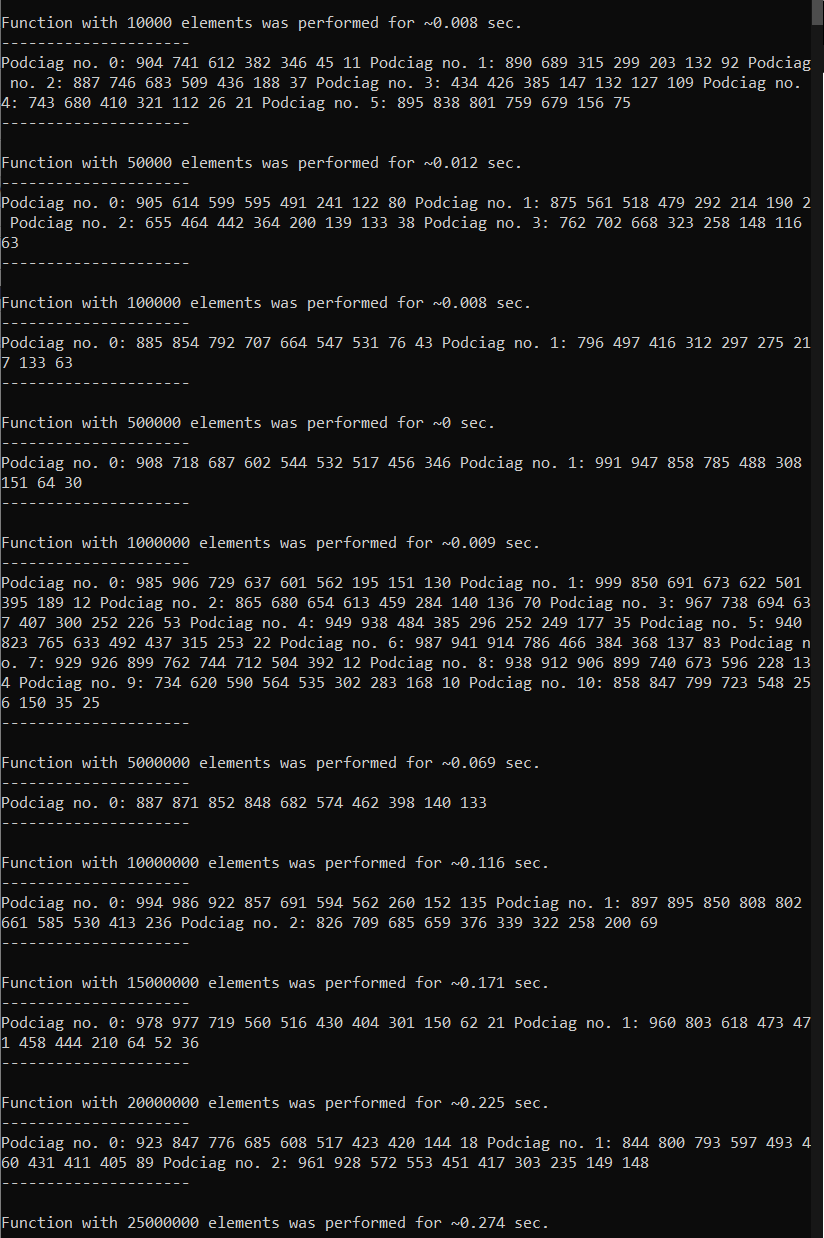 Function with 10000 elements was performed for ~0.008 sec.
---------------------
Podciag no. 0: 904 741 612 382 346 45 11 Podciag no. 1: 890 689 315 299 203 132 92 Podciag
 no. 2: 887 746 683 509 436 188 37 Podciag no. 3: 434 426 385 147 132 127 109 Podciag no.
4: 743 680 410 321 112 26 21 Podciag no. 5: 895 838 801 759 679 156 75
---------------------
Function with 50000 elements was performed for ~0.012 sec.
---------------------
Podciag no. 0: 905 614 599 595 491 241 122 80 Podciag no. 1: 875 561 518 479 292 214 190 2
 Podciag no. 2: 655 464 442 364 200 139 133 38 Podciag no. 3: 762 702 668 323 258 148 116
63
---------------------
Function with 100000 elements was performed for ~0.008 sec.
---------------------
Podciag no. 0: 885 854 792 707 664 547 531 76 43 Podciag no. 1: 796 497 416 312 297 275 21
7 133 63
---------------------
Function with 500000 elements was performed for ~0 sec.
---------------------
Podciag no. 0: 908 718 687 602 544 532 517 456 346 Podciag no. 1: 991 947 858 785 488 308
151 64 30
---------------------
Function with 1000000 elements was performed for ~0.009 sec.
---------------------
Podciag no. 0: 985 906 729 637 601 562 195 151 130 Podciag no. 1: 999 850 691 673 622 501
395 189 12 Podciag no. 2: 865 680 654 613 459 284 140 136 70 Podciag no. 3: 967 738 694 63
7 407 300 252 226 53 Podciag no. 4: 949 938 484 385 296 252 249 177 35 Podciag no. 5: 940
823 765 633 492 437 315 253 22 Podciag no. 6: 987 941 914 786 466 384 368 137 83 Podciag n
o. 7: 929 926 899 762 744 712 504 392 12 Podciag no. 8: 938 912 906 899 740 673 596 228 13
4 Podciag no. 9: 734 620 590 564 535 302 283 168 10 Podciag no. 10: 858 847 799 723 548 25
6 150 35 25
---------------------
Function with 5000000 elements was performed for ~0.069 sec.
---------------------
Podciag no. 0: 887 871 852 848 682 574 462 398 140 133
---------------------
Function with 10000000 elements was performed for ~0.116 sec.
---------------------
Podciag no. 0: 994 986 922 857 691 594 562 260 152 135 Podciag no. 1: 897 895 850 808 802
661 585 530 413 236 Podciag no. 2: 826 709 685 659 376 339 322 258 200 69
---------------------
Function with 15000000 elements was performed for ~0.171 sec.
---------------------
Podciag no. 0: 978 977 719 560 516 430 404 301 150 62 21 Podciag no. 1: 960 803 618 473 47
1 458 444 210 64 52 36
---------------------
Function with 20000000 elements was performed for ~0.225 sec.
---------------------
Podciag no. 0: 923 847 776 685 608 517 423 420 144 18 Podciag no. 1: 844 800 793 597 493 4
60 431 411 405 89 Podciag no. 2: 961 928 572 553 451 417 303 235 149 148
---------------------
Function with 25000000 elements was performed for ~0.274 sec.